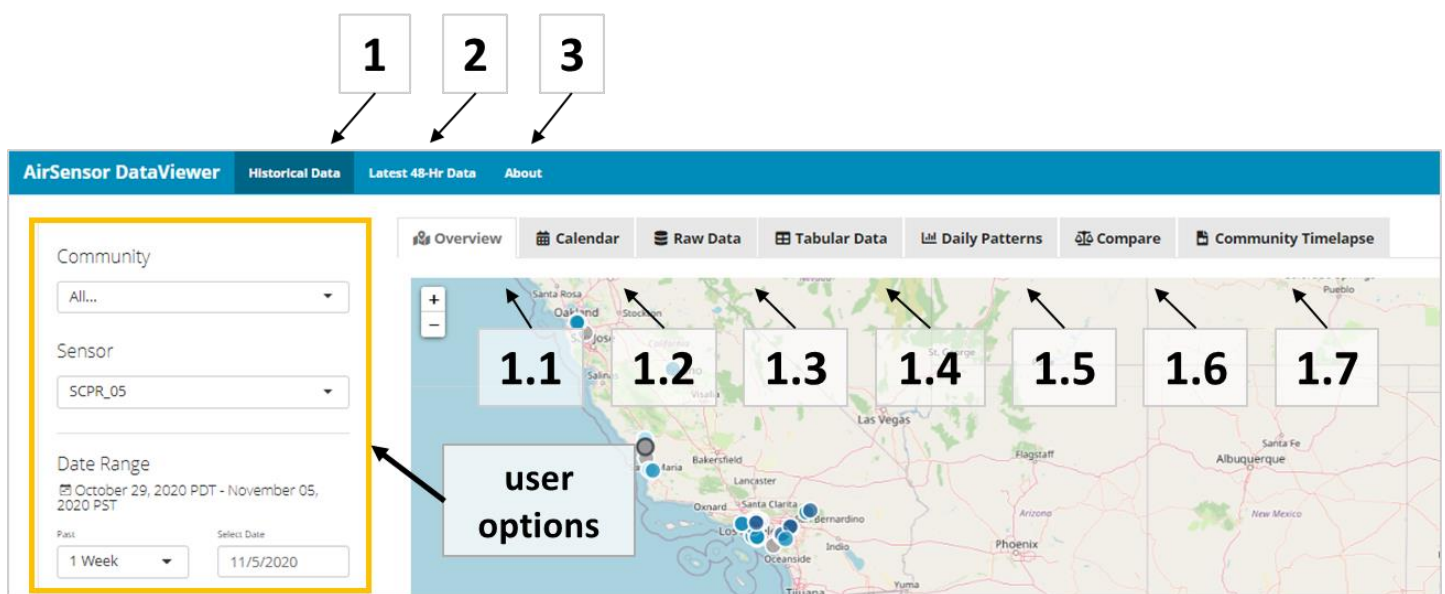 1 2 3
AirSensor DataViewer Historical Data Latest 48-Hr Data About
Overview Calendar Raw Data Tabular Data Daily Patterns Compare Community Timelapse
Community
All...
Sensor
SCPR_05
Date Range
October 29, 2020 PDT - November 05,
2020 PST
Past Select Date
1 Week 11/5/2020
user
options
+
−
1.1 1.2 1.3 1.4 1.5 1.6 1.7
Santa Rosa
Pueblo
Stockton
St. George
Salinas
Visalia
Las Vegas
Santa Fe
Bakersfield
Flagstaff
Albuquerque
Lancaster
Oxnard
Santa Clarita
Arizona
New Mexico
Indio
Phoenix
Oceanside
Yuma
Tijuana